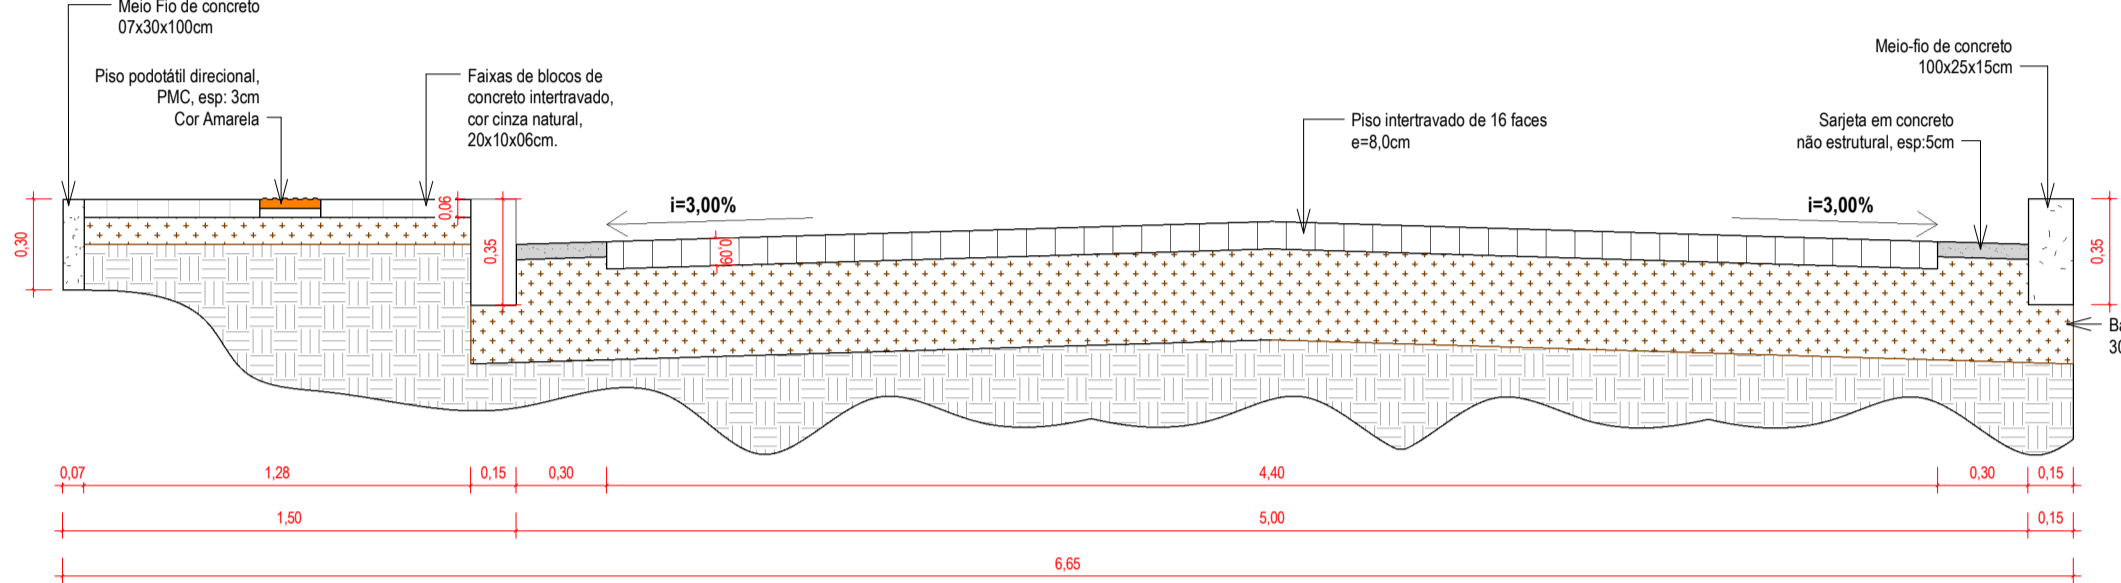 Meio Fio de concreto
07x30x100cm
Piso podotátil direcional,
PMC, esp: 3cm
Cor Amarela
Faixas de blocos de
concreto intertravado,
cor cinza natural,
20x10x06cm.
Piso intertravado de 16 faces
e=8,0cm
Meio-fio de concreto
100x25x15cm
Sarjeta em concreto
não estrutural, esp:5cm
i=3,00%
i=3,00%
0,30
0,06
0,35
0,35
Ba
30
0,07
1,28
0,15
0,30
4,40
0,30
0,15
1,50
5,00
0,15
6,65